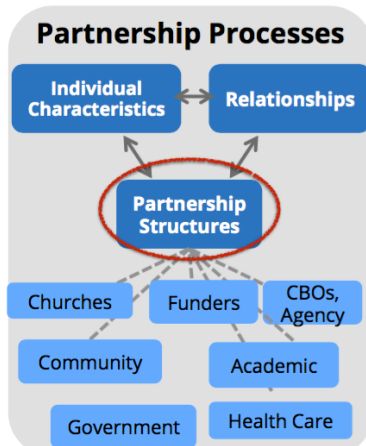 Partnership Processes
Individual
Characteristics
Relationships
Partnership
Structures
Churches
Funders
CBOs,
Agency
Community
Academic
Government
Health Care